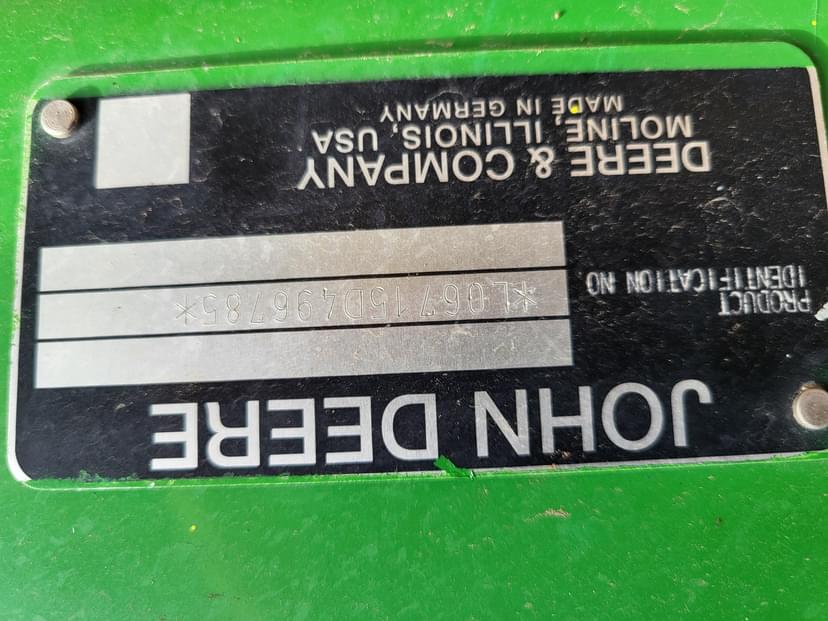 JOHN DEERE
PRODUCT
IDENTIFICATION NO
*L06715D496785*
DEERE & COMPANY
MOLINE, ILLINOIS, USA
MADE IN GERMANY